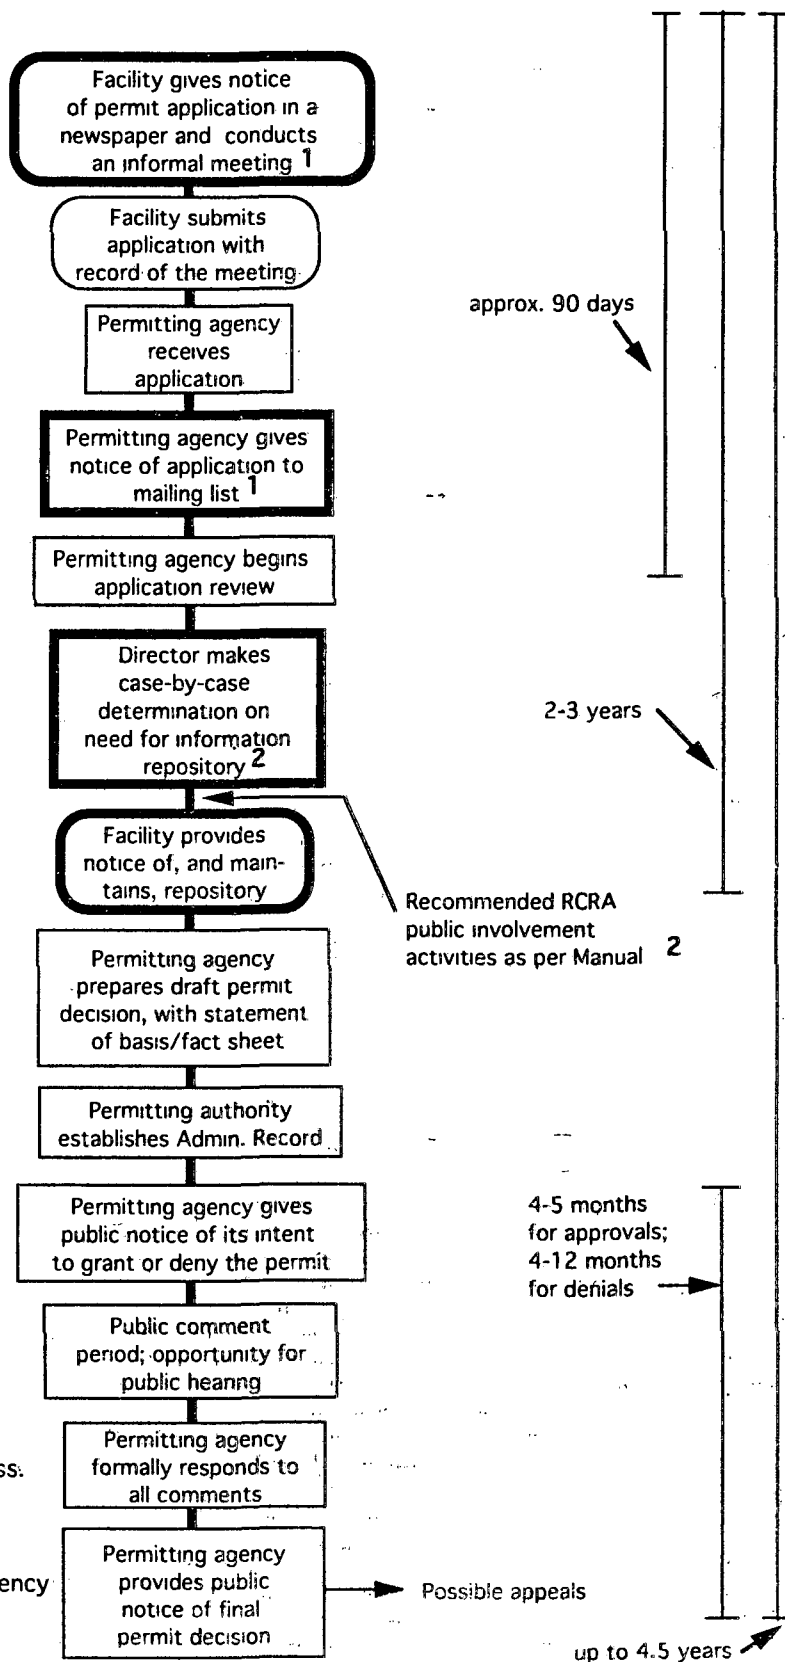 Facility gives notice
of permit application in a
newspaper and conducts
an informal meeting 1
Facility submits
application with
record of the meeting
approx. 90 days
Permitting agency
receives
application
Permitting agency gives
notice of application to
mailing list 1
Permitting agency begins
application review
Director makes
case-by-case
determination on
need for information
repository 2
2-3 years
Facility provides
notice of, and main-
tains, repository
Recommended RCRA
public involvement
activities as per Manual 2
Permitting agency
prepares draft permit
decision, with statement
of basis/fact sheet
Permitting authority
establishes Admin. Record
Permitting agency gives
public notice of its intent
to grant or deny the permit
4-5 months
for approvals;
4-12 months
for denials
Public comment
period; opportunity for
public hearing
Permitting agency
formally responds to
all comments
ss.
Permitting agency
provides public
notice of final
permit decision
ency
Possible appeals
up to 4.5 years